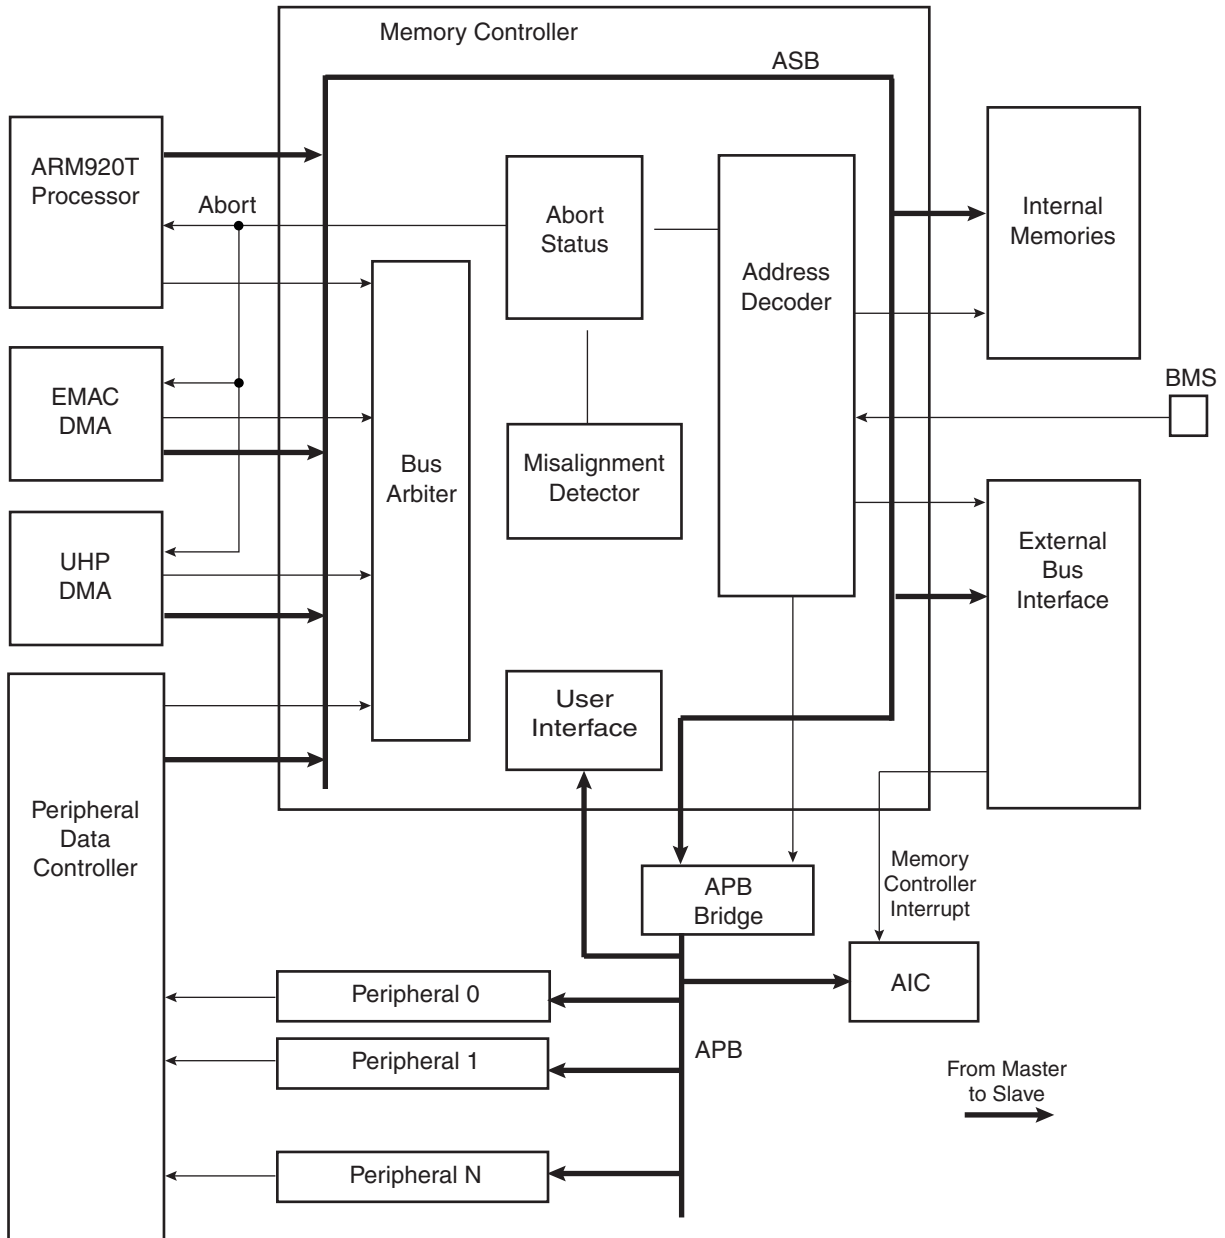 Memory Controller
ASB
ARM920T
Processor
Abort
Abort
Status
Address
Decoder
Internal
Memories
BMS
EMAC
DMA
Bus
Arbiter
Misalignment
Detector
UHP
DMA
External
Bus
Interface
User
Interface
Peripheral
Data
Controller
APB
Bridge
Memory
Controller
Interrupt
AIC
Peripheral 0
Peripheral 1
APB
From Master
to Slave
Peripheral N